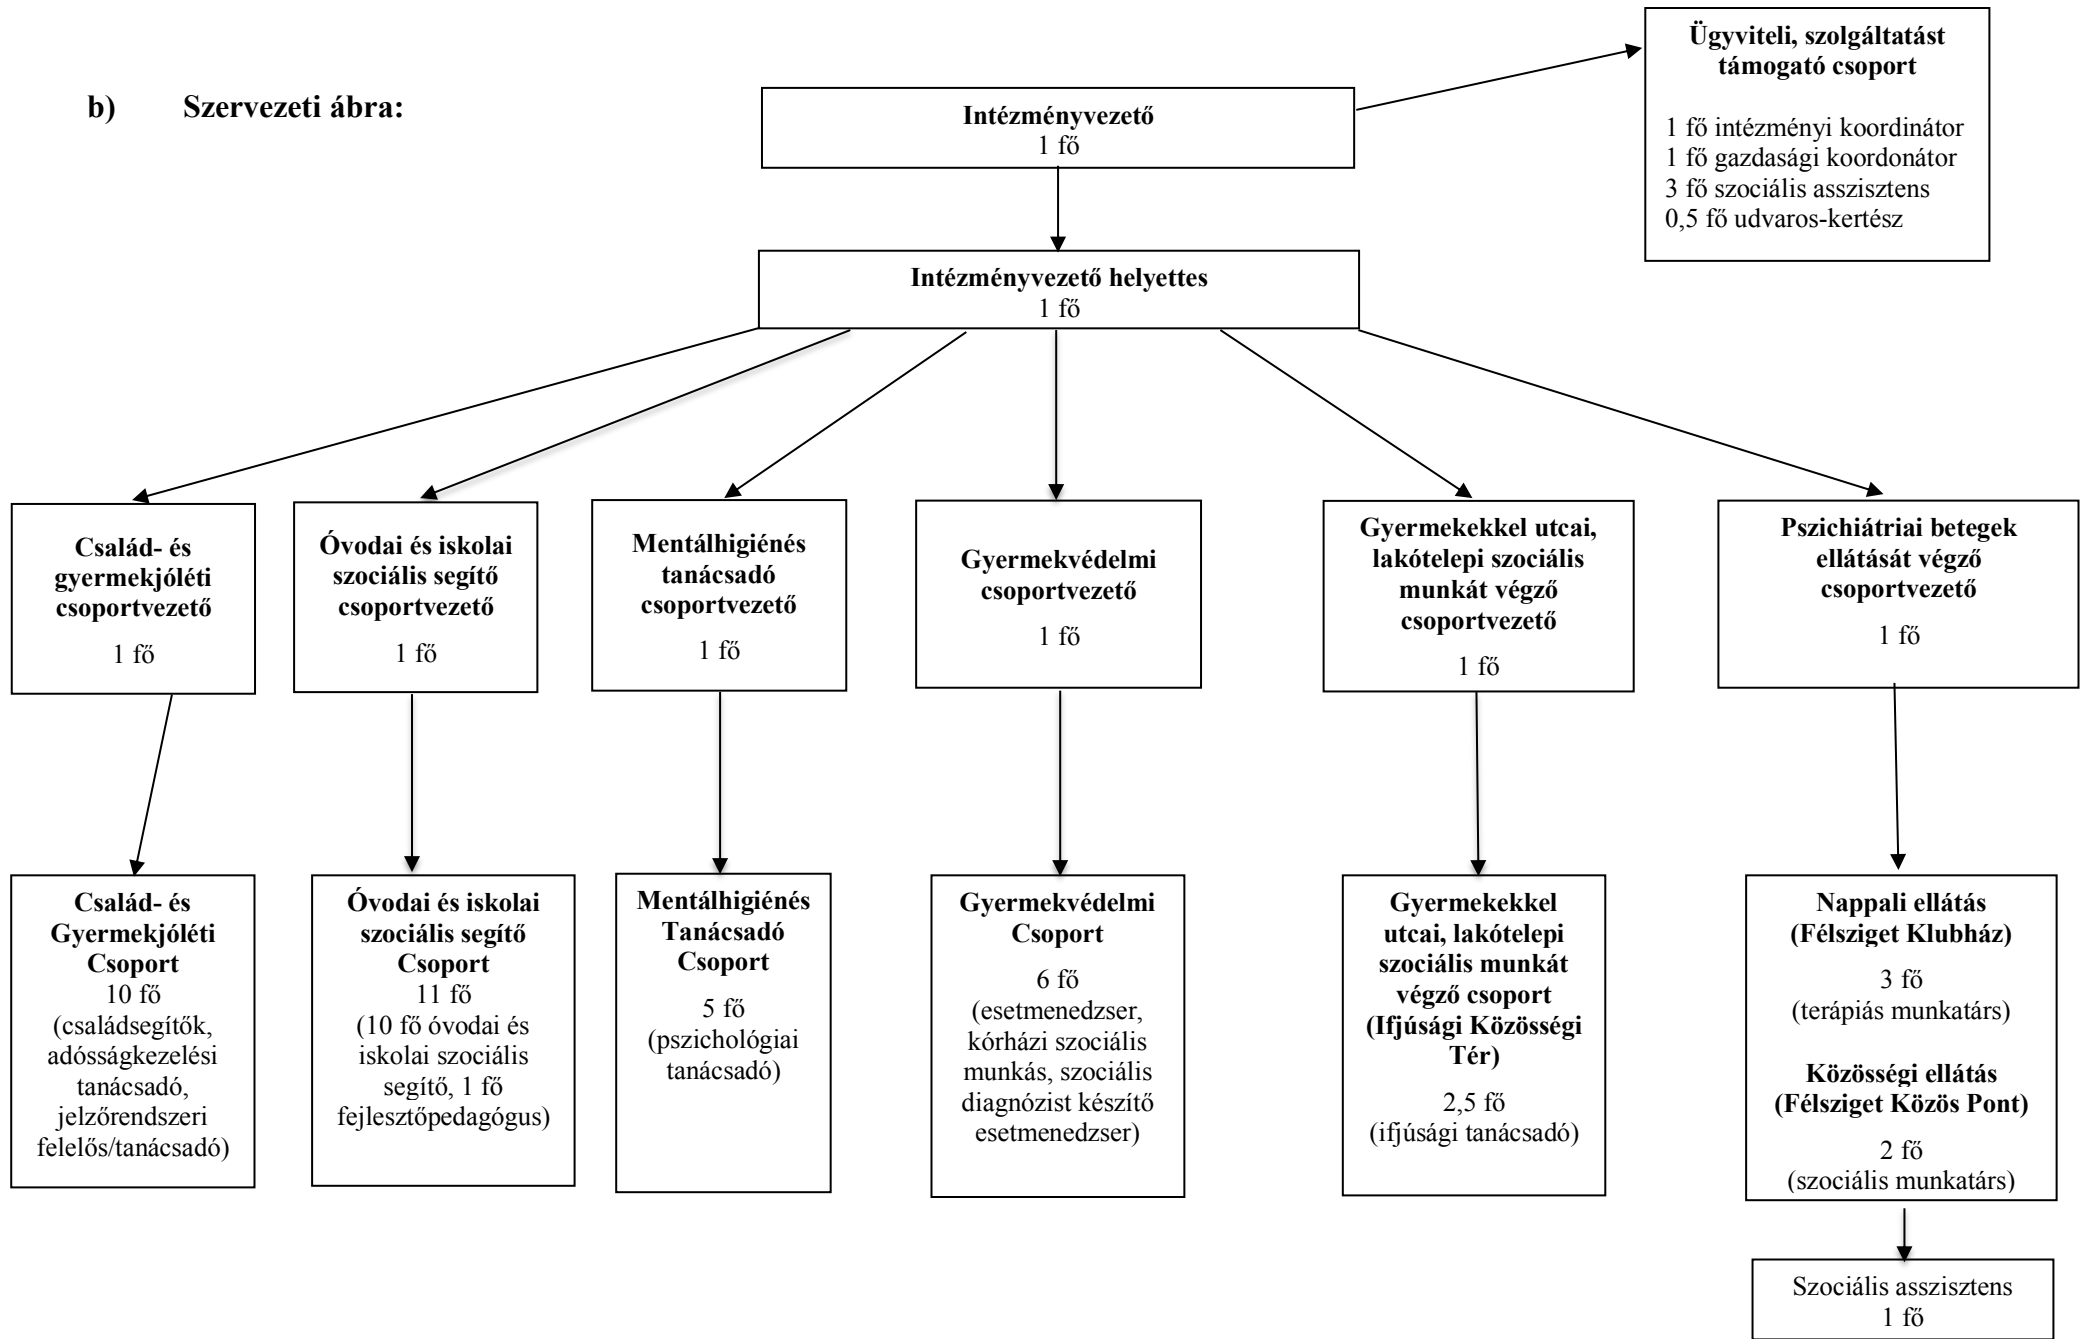 Ügyviteli, szolgáltatást
támogató csoport
1 fő intézményi koordinátor
1 fő gazdasági koordonátor
3 fő szociális asszisztens
0,5 fő udvaros-kertész
b) Szervezeti ábra:
Intézményvezető
1 fő
Intézményvezető helyettes
1 fő
Család- és
gyermekjóléti
csoportvezető
1 fő
Óvodai és iskolai
szociális segítő
csoportvezető
1 fő
Mentálhigiénés
tanácsadó
csoportvezető
1 fő
Gyermekvédelmi
csoportvezető
1 fő
Gyermekekkel utcai,
lakótelepi szociális
munkát végző
csoportvezető
1 fő
Pszichiátriai betegek
ellátását végző
csoportvezető
1 fő
Család- és
Gyermekjóléti
Csoport
10 fő
(családsegítők,
adósságkezelési
tanácsadó,
jelzőrendszeri
felelős/tanácsadó)
Óvodai és iskolai
szociális segítő
Csoport
11 fő
(10 fő óvodai és
iskolai szociális
segítő, 1 fő
fejlesztőpedagógus)
Mentálhigiénés
Tanácsadó
Csoport
5 fő
(pszichológiai
tanácsadó)
Gyermekvédelmi
Csoport
6 fő
(esetmenedzser,
kórházi szociális
munkás, szociális
diagnózist készítő
esetmenedzser)
Gyermekekkel
utcai, lakótelepi
szociális munkát
végző csoport
(Ifjúsági Közösségi
Tér)
2,5 fő
(ifjúsági tanácsadó)
Nappali ellátás
(Félsziget Klubház)
3 fő
(terápiás munkatárs)
Közösségi ellátás
(Félsziget Közös Pont)
2 fő
(szociális munkatárs)
Szociális asszisztens
1 fő